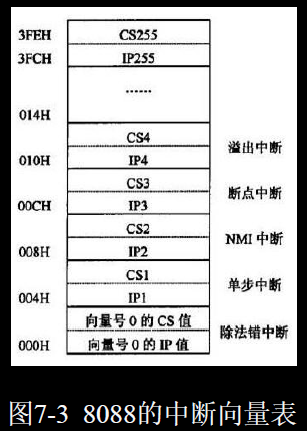 3FEH CS255
3FCH IP255
……
014H
CS4 溢出中断
010H IP4
CS3 断点中断
00CH IP3
CS2 NMI 中断
008H IP2
CS1 单步中断
004H IP1
向量号 0 的 CS 值 除法错中断
000H 向量号 0 的 IP 值
图7-3 8088的中断向量表